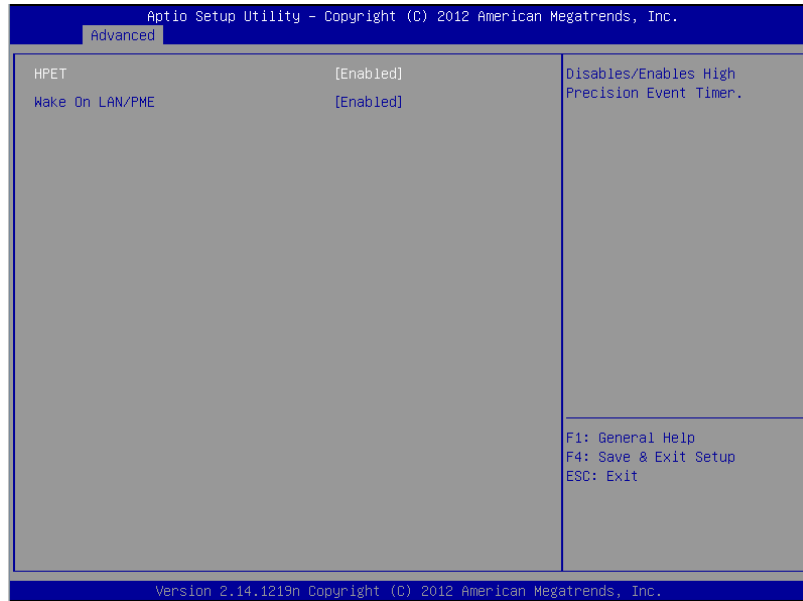 Aptio Setup Utility – Copyright (C) 2012 American Megatrends, Inc.
Advanced
HPET [Enabled]
Wake On LAN/PME [Enabled]
Disables/Enables High
Precision Event Timer.
F1: General Help
F4: Save & Exit Setup
ESC: Exit
Version 2.14.1219n Copyright (C) 2012 American Megatrends, Inc.